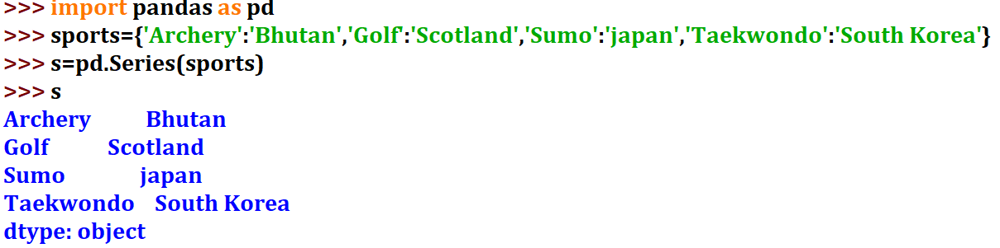 >>> import pandas as pd
>>> sports={'Archery':'Bhutan','Golf':'Scotland','Sumo':'japan','Taekwondo':'South Korea'}
>>> s=pd.Series(sports)
>>> s
Archery Bhutan
Golf Scotland
Sumo japan
Taekwondo South Korea
dtype: object